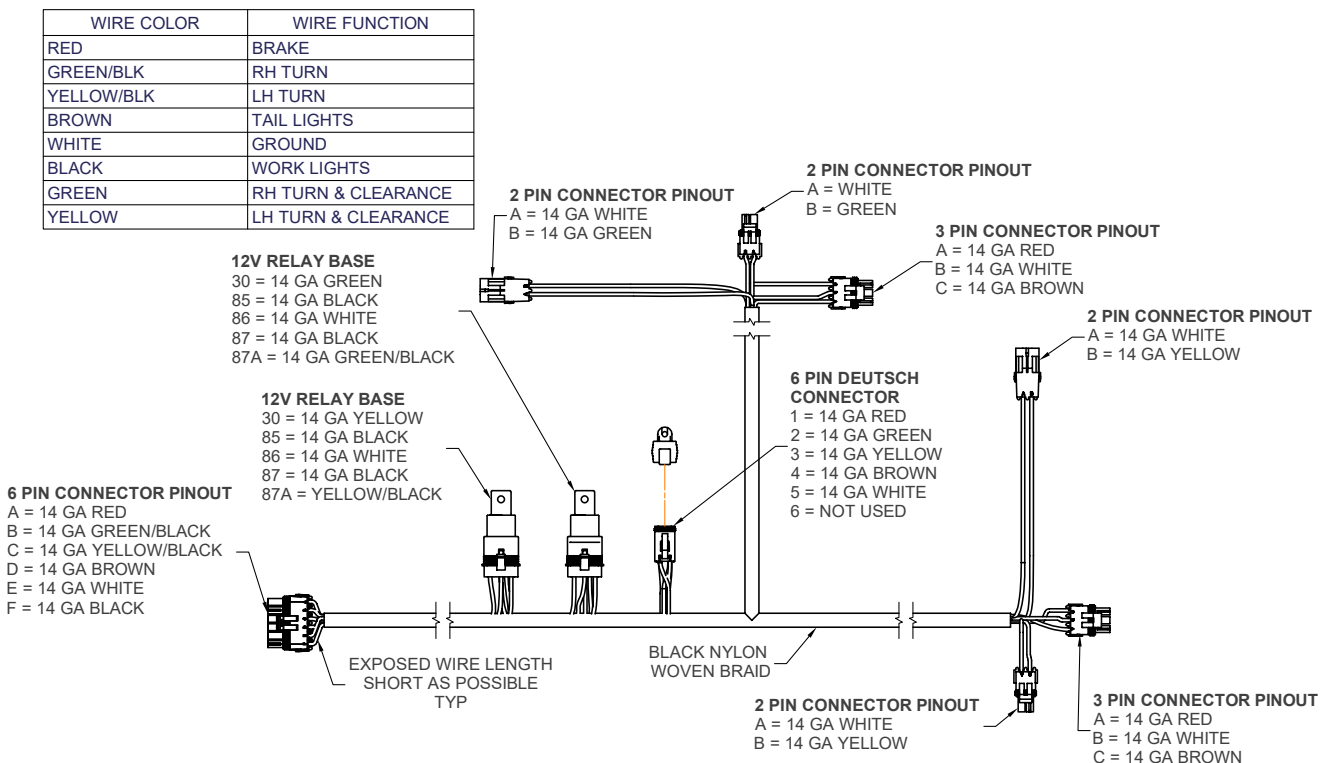 WIRE COLOR WIRE FUNCTION
RED BRAKE
GREEN/BLK RH TURN
YELLOW/BLK LH TURN
BROWN TAIL LIGHTS
WHITE GROUND
BLACK WORK LIGHTS
GREEN RH TURN & CLEARANCE
YELLOW LH TURN & CLEARANCE
2 PIN CONNECTOR PINOUT
A = 14 GA WHITE
B = 14 GA GREEN
2 PIN CONNECTOR PINOUT
A = WHITE
B = GREEN
3 PIN CONNECTOR PINOUT
A = 14 GA RED
B = 14 GA WHITE
C = 14 GA BROWN
12V RELAY BASE
30 = 14 GA GREEN
85 = 14 GA BLACK
86 = 14 GA WHITE
87 = 14 GA BLACK
87A = 14 GA GREEN/BLACK
2 PIN CONNECTOR PINOUT
A = 14 GA WHITE
B = 14 GA YELLOW
12V RELAY BASE
30 = 14 GA YELLOW
85 = 14 GA BLACK
86 = 14 GA WHITE
87 = 14 GA BLACK
87A = YELLOW/BLACK
6 PIN DEUTSCH
CONNECTOR
1 = 14 GA RED
2 = 14 GA GREEN
3 = 14 GA YELLOW
4 = 14 GA BROWN
5 = 14 GA WHITE
6 = NOT USED
6 PIN CONNECTOR PINOUT
A = 14 GA RED
B = 14 GA GREEN/BLACK
C = 14 GA YELLOW/BLACK
D = 14 GA BROWN
E = 14 GA WHITE
F = 14 GA BLACK
EXPOSED WIRE LENGTH
SHORT AS POSSIBLE
TYP
BLACK NYLON
WOVEN BRAID
2 PIN CONNECTOR PINOUT
A = 14 GA WHITE
B = 14 GA YELLOW
3 PIN CONNECTOR PINOUT
A = 14 GA RED
B = 14 GA WHITE
C = 14 GA BROWN